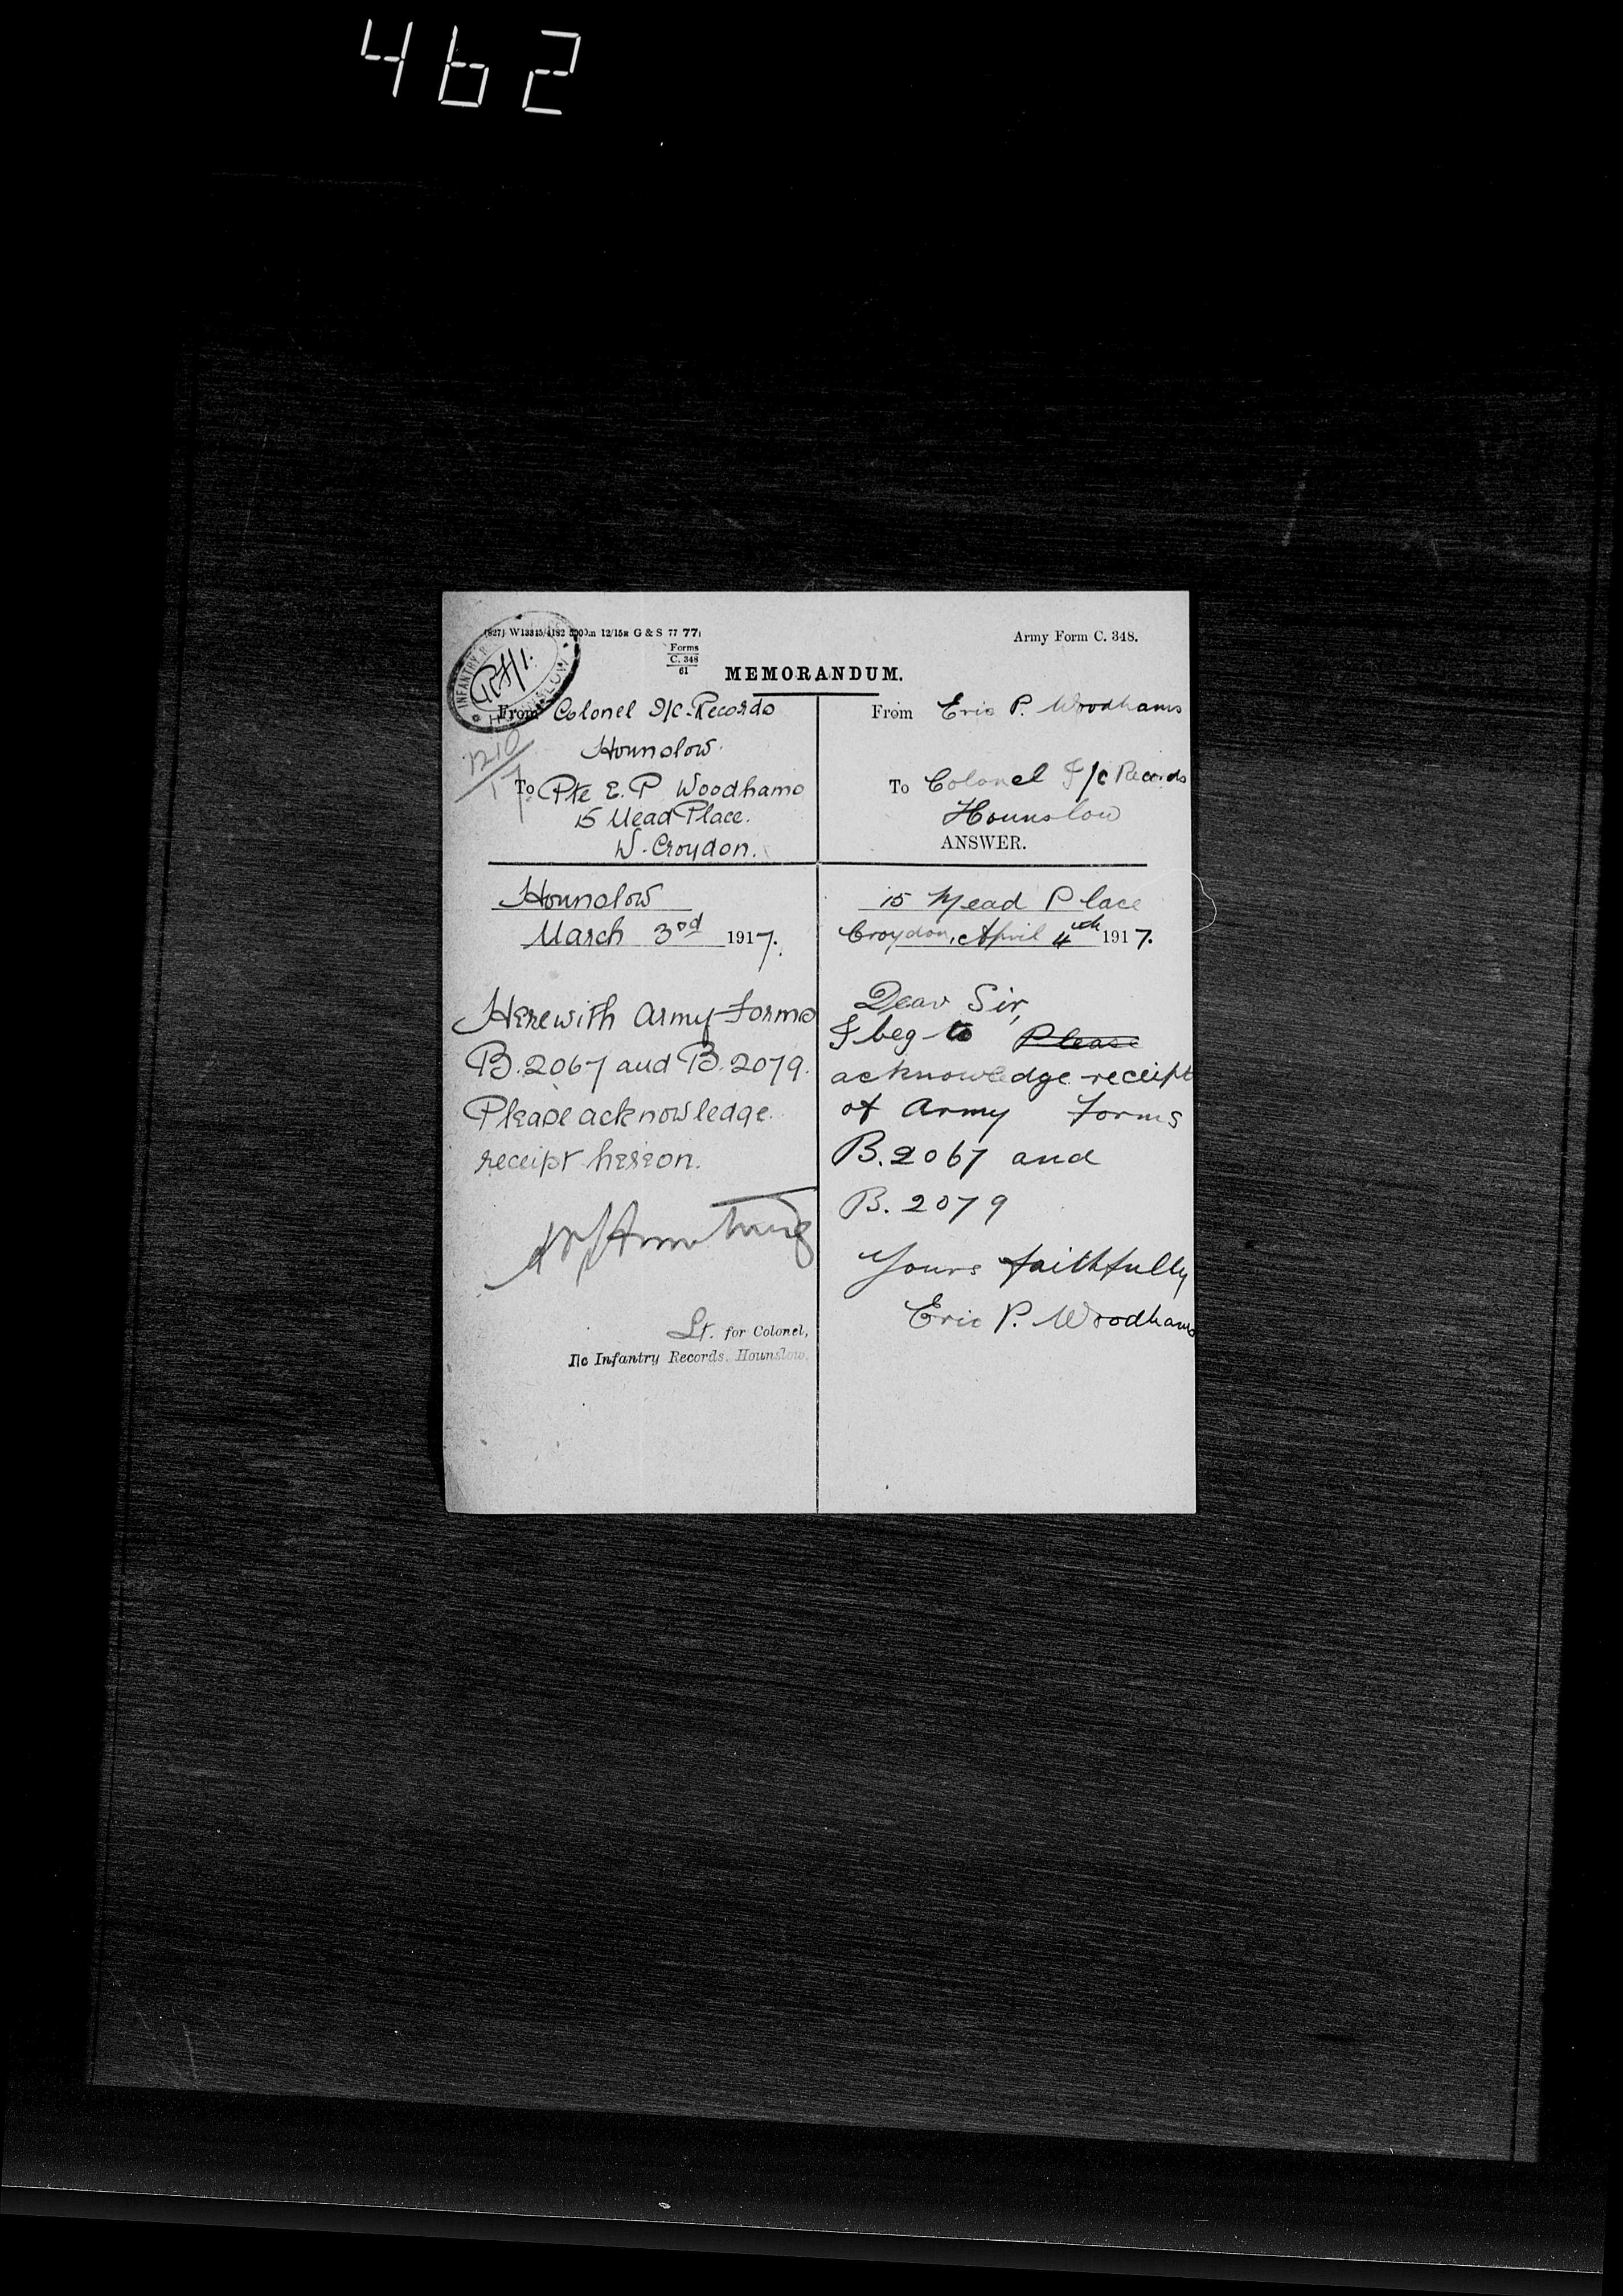 462
(827) W13315/4182 500m 12/15R G & S 77 77
Army Form C. 348.
Forms
C. 348
61
MEMORANDUM.
INFANTRY
HOUNSLOW
From Colonel I/C. Records
Hounslow.
1210
17
To Pte E. P Woodhams
15 Mead Place.
W. Croydon.
Hounslow
March 3rd 1917.
Herewith Army Forms
B. 2067 and B. 2079.
Please acknowledge
receipt hereon.
Armstrong
Lt. for Colonel,
I/c Infantry Records. Hounslow.
From Eric P. Woodhams
To Colonel I/c Records
Hounslow
ANSWER.
15 Mead Place
Croydon, April 4th 1917.
Dear Sir,
I beg to Please
acknowledge receipt
of Army Forms
B. 2067 and
B. 2079
Yours faithfully
Eric P. Woodhams